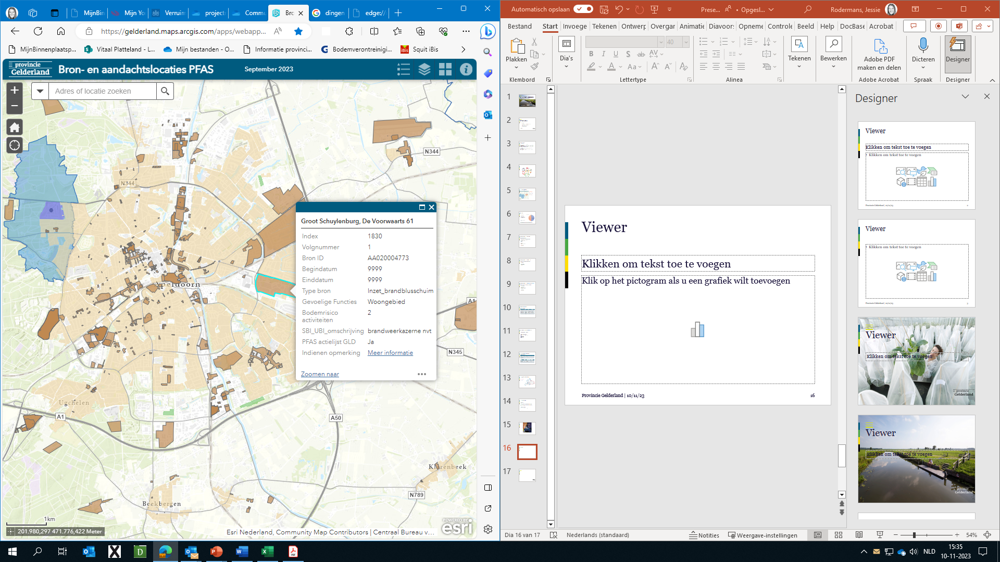 MijnBin
Mijn Yo
Verruim
project
Commu
Bro
dingen
edge://
https://gelderland.maps.arcgis.com/apps/webapp...
MijnBinnenplaatsp...
Vitaal Platteland - L...
Mijn bestanden - O...
Informatie provinci...
Bodemverontreinigi...
Squit iBis
provincie
Gelderland
Bron- en aandachtslocaties PFAS
September 2023
Adres of locatie zoeken
N344
N344
Groot Schuylenburg, De Voorwaarts 61
Index 1830
Volgnummer 1
Bron ID AA020004773
Begindatum 9999
Einddatum 9999
Type bron Inzet_brandblusschuim
Gevoelige Functies Woongebied
Bodemrisico activiteiten 2
SBI_UBI_omschrijving brandweerkazerne nvt
PFAS actielijst GLD Ja
Indienen opmerking Meer informatie
Zoomen naar
Apeldoorn
A1
N345
Ugchelen
A1
A50
Klarenbeek
N789
Beekbergen
1km
201.980,297 471.776,422 Meter
Esri Nederland, Community Map Contributors | Centraal Bureau v...
POWERED BY
esri
Automatisch opslaan
Prese...
Opgesl...
Rodermans, Jessie
Bestand
Start
Invoege
Tekenen
Ontwerp
Overgar
Animatie
Diavoor
Opneme
Controle
Beeld
Help
DocBase
Acrobat
Plakken
Klembord
Dia's
40
Lettertype
Alinea
Tekenen
Bewerken
Adobe PDF
maken en delen
Adobe Acrobat
Dicteren
Spraak
Designer
Designer
1
2
3
4
5
6
7
8
9
10
11
12
13
14
15
16
17
Viewer
Klikken om tekst toe te voegen
Klik op het pictogram als u een grafiek wilt toevoegen
Provincie Gelderland | 10/11/23
16
Designer
Viewer
Klikken om tekst toe te voegen
Klikken om tekst toe te voegen
Viewer
Klikken om tekst toe te voegen
Viewer
Klikken om tekst toe te voegen
provincie
Gelderland
Viewer
Klikken om tekst toe te voegen
provincie
Gelderland
Dia 16 van 17
Nederlands (standaard)
Notities
Weergave-instellingen
54%
NLD
15:35
10-11-2023